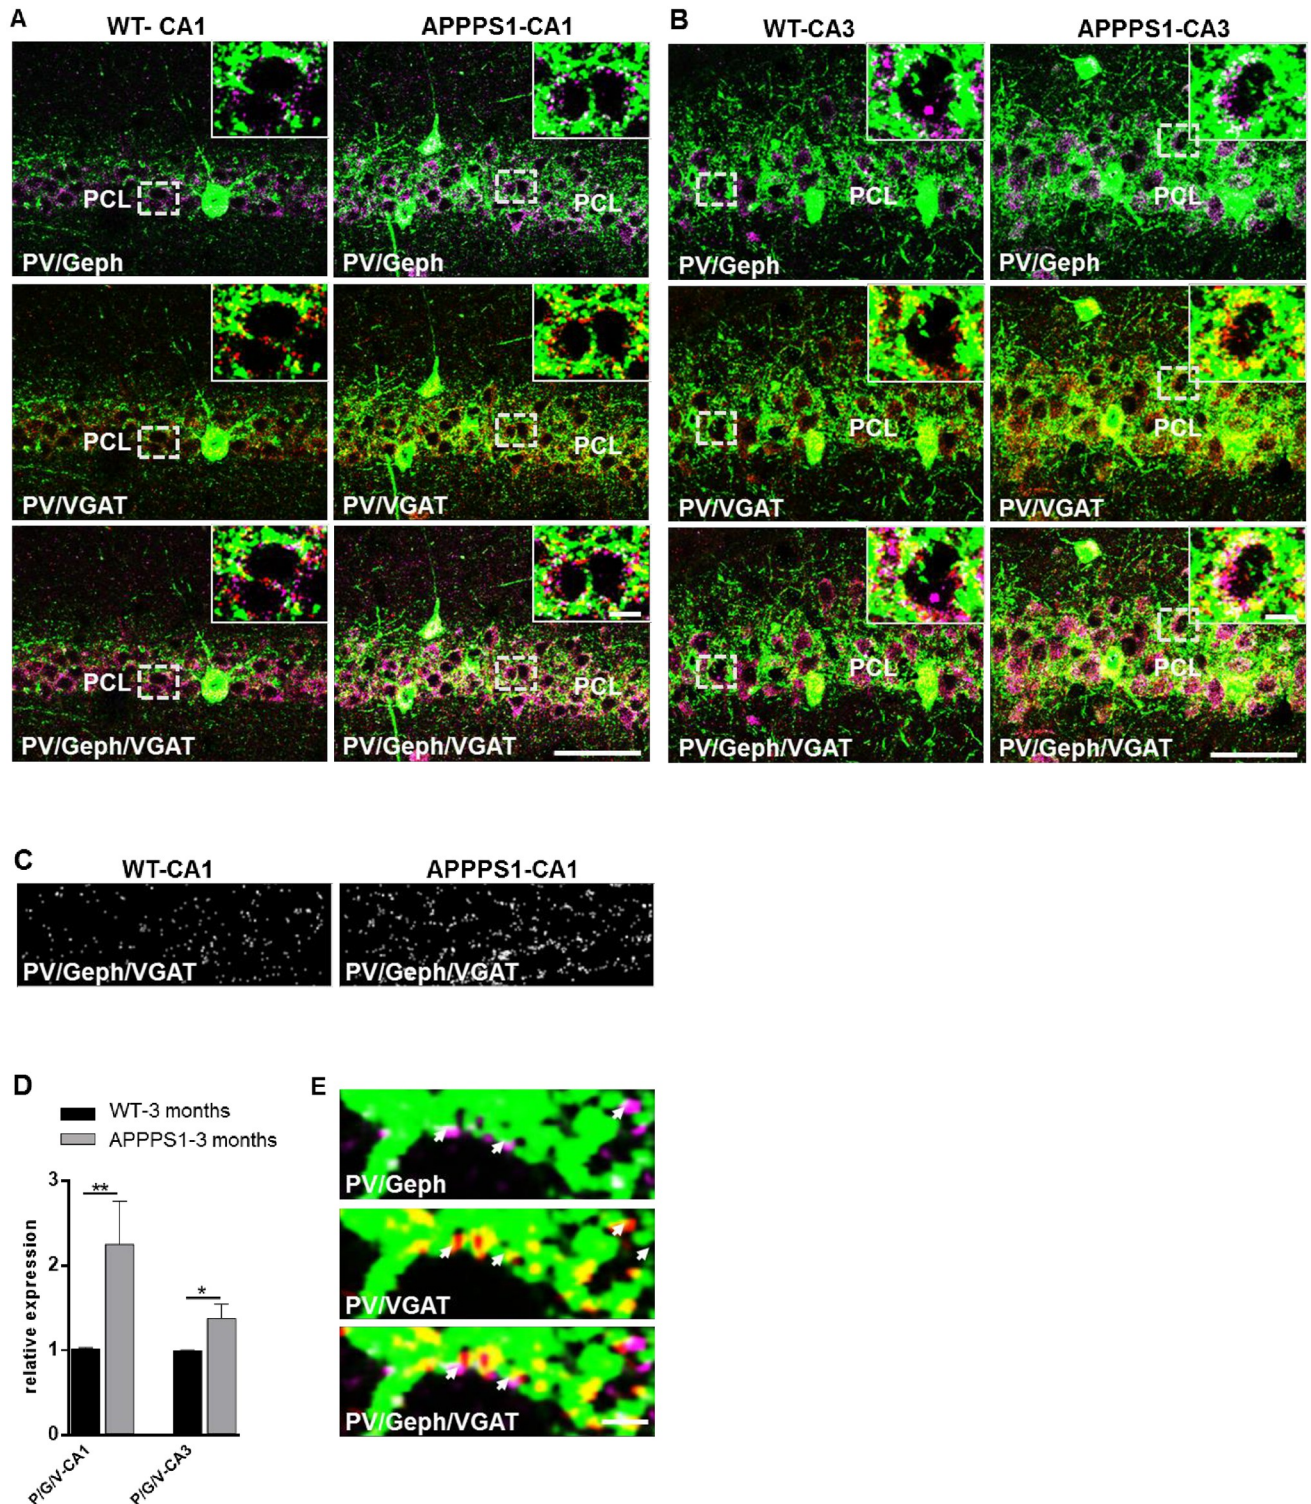 A
WT- CA1
APPPS1-CA1
B
WT-CA3
APPPS1-CA3
PCL
PCL
PCL
PCL
PV/Geph
PV/Geph
PV/Geph
PV/Geph
PCL
PCL
PCL
PCL
PV/VGAT
PV/VGAT
PV/VGAT
PV/VGAT
PCL
PCL
PCL
PCL
PV/Geph/VGAT
PV/Geph/VGAT
PV/Geph/VGAT
PV/Geph/VGAT
C
WT-CA1
APPPS1-CA1
PV/Geph/VGAT
PV/Geph/VGAT
D
WT-3 months
APPPS1-3 months
relative expression
3
2
1
0
**
*
P/G/V-CA1
P/G/V-CA3
E
PV/Geph
PV/VGAT
PV/Geph/VGAT